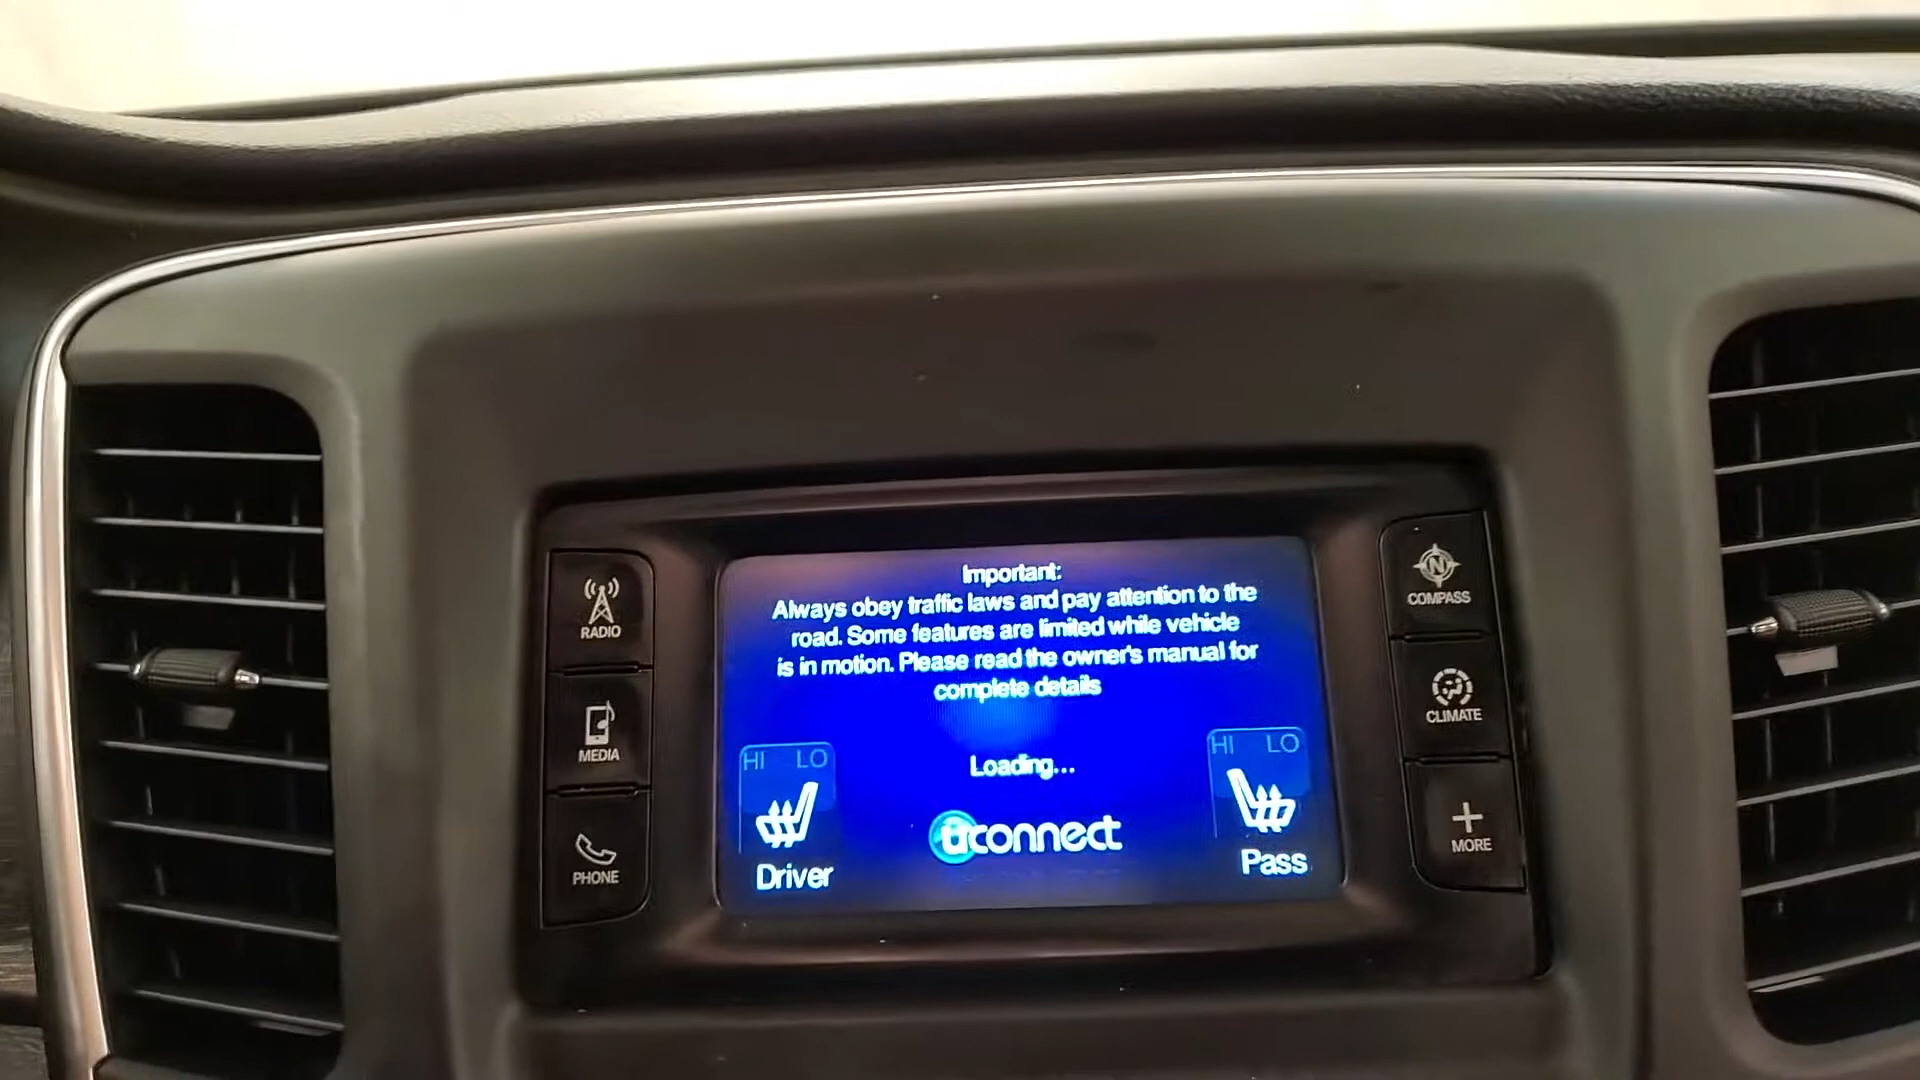 Important:
Always obey traffic laws and pay attention to the
road. Some features are limited while vehicle
is in motion. Please read the owner's manual for
complete details
Loading...
HI LO
Driver
uconnect
HI LO
Pass
RADIO
MEDIA
PHONE
N
COMPASS
CLIMATE
MORE